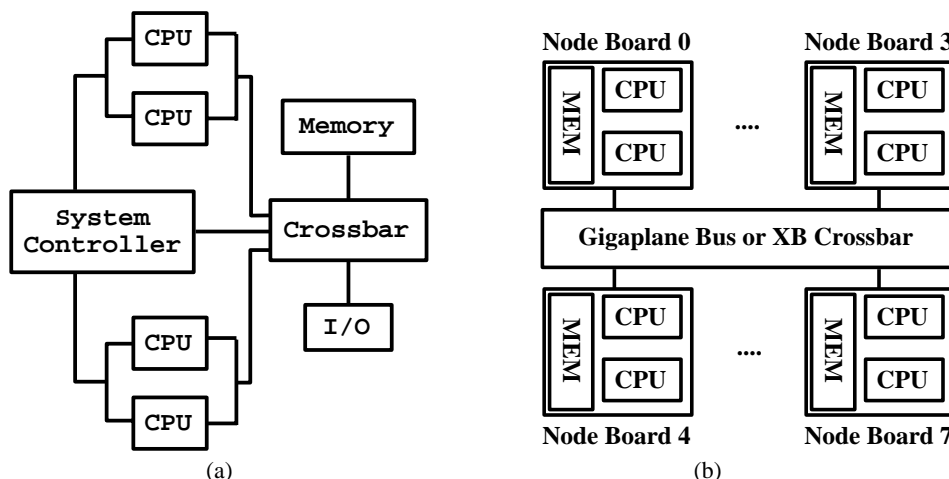 CPU
CPU
Memory
System
Controller
Crossbar
I/O
CPU
CPU
(a)
Node Board 0
MEM
CPU
CPU
....
Node Board 3
MEM
CPU
CPU
Gigaplane Bus or XB Crossbar
MEM
CPU
CPU
Node Board 4
....
MEM
CPU
CPU
Node Board 7
(b)